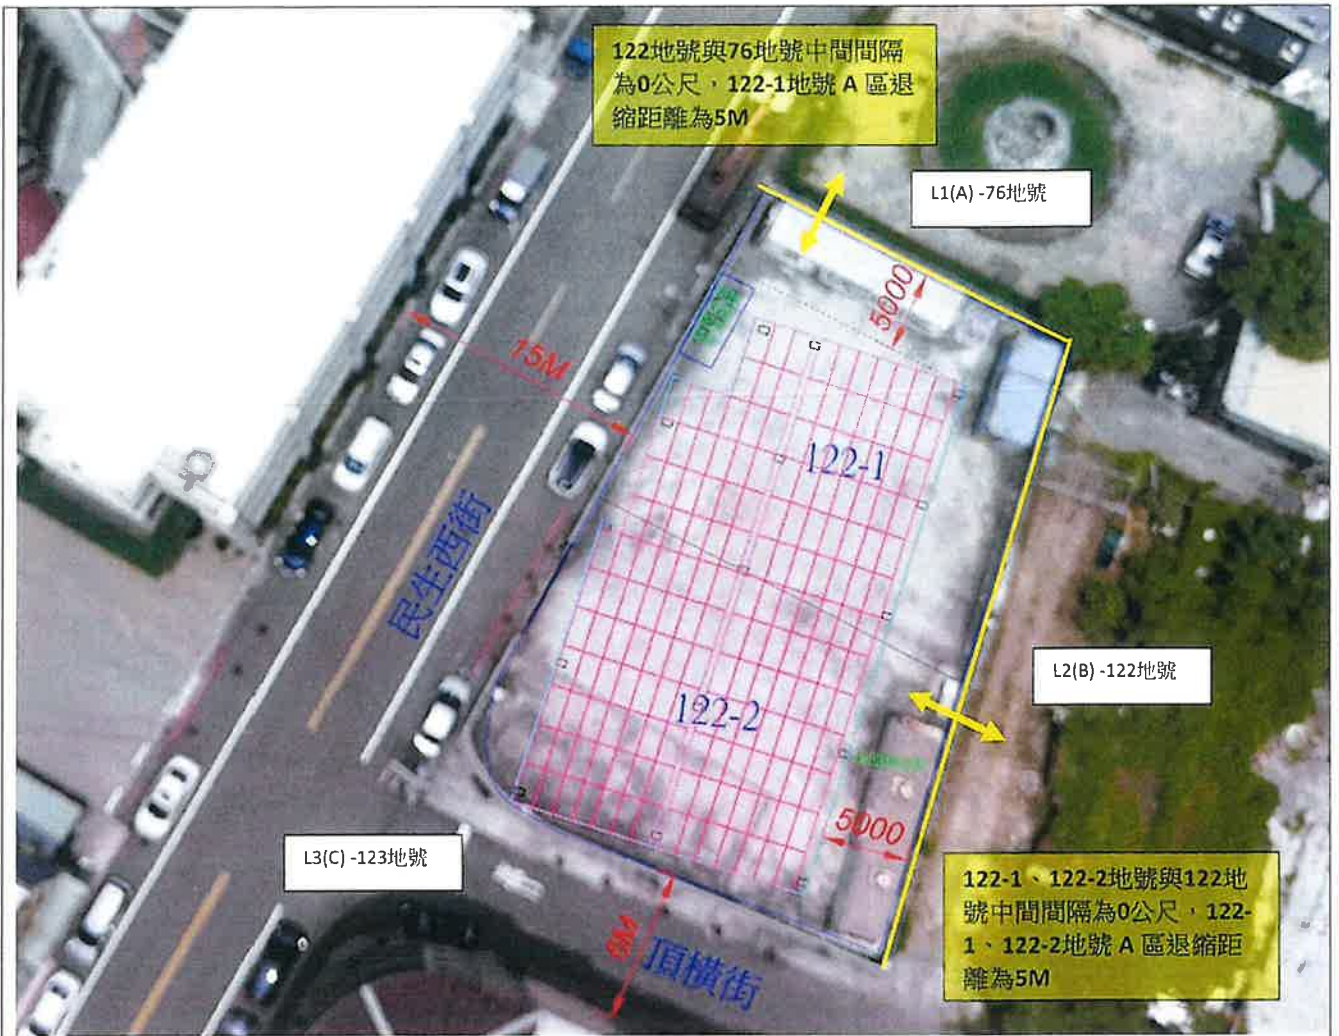 122地號與76地號中間間隔
為0公尺，122-1地號 A 區退
縮距離為5M
L1(A) -76地號
5000
15M
122-1
民生西街
L2(B) -122地號
122-2
5000
L3(C) -123地號
122-1、122-2地號與122地
號中間間隔為0公尺，122-
1、122-2地號 A 區退縮距
離為5M
頂橫街